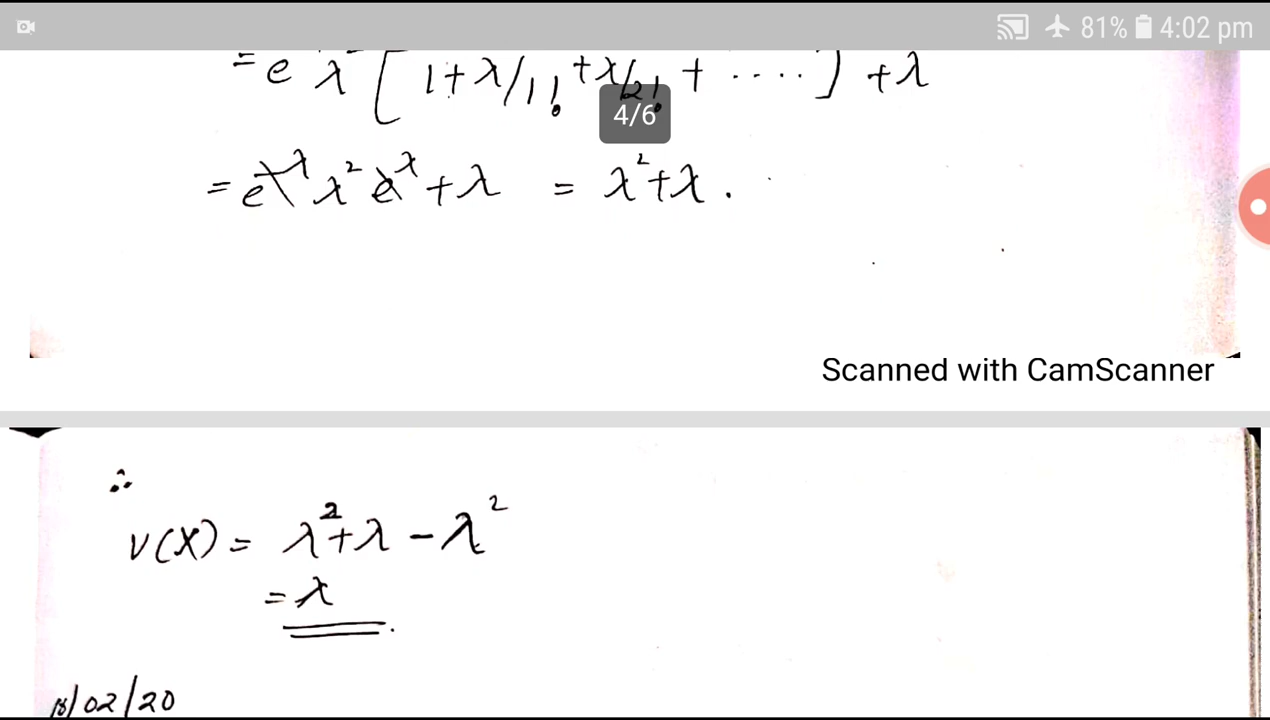 81% 4:02 pm
= e λ² [ 1 + λ/1! + λ/2! + .... ] + λ
4/6
= e^-λ λ² e^λ + λ = λ² + λ .
Scanned with CamScanner
∴
V(X) = λ² + λ - λ²
= λ
18/02/20